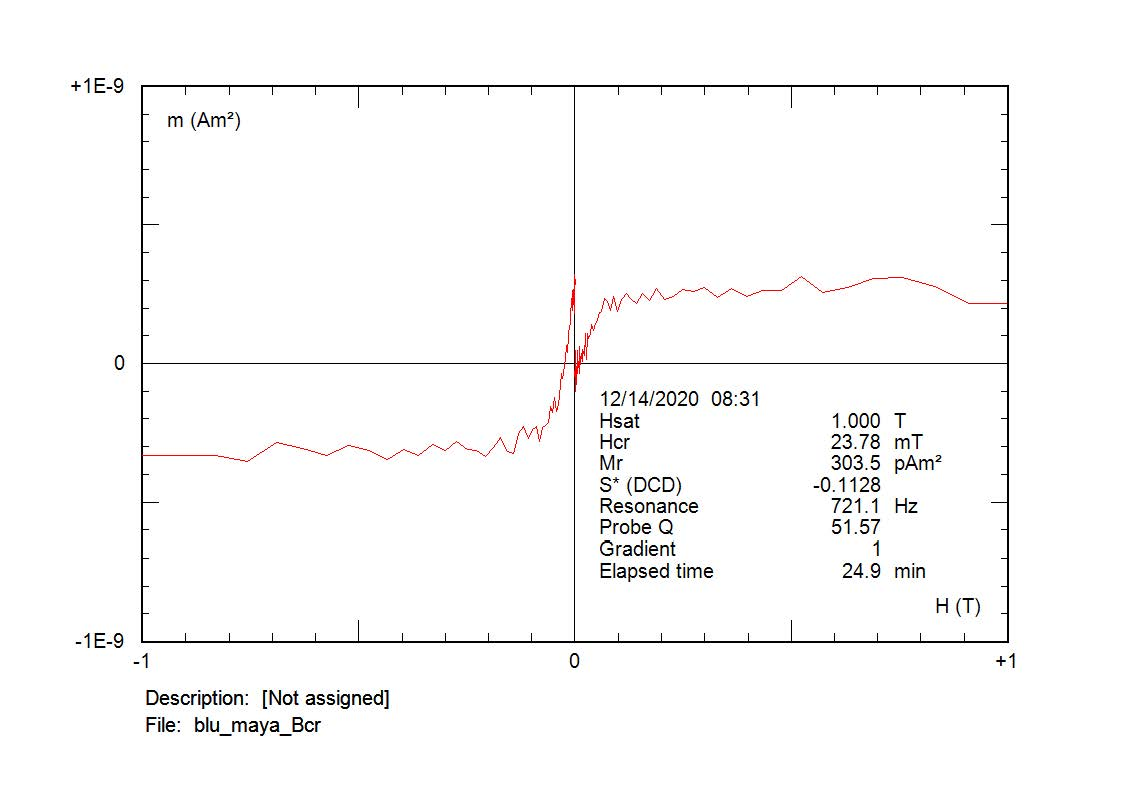 +1E-9
m (Am²)
0
12/14/2020 08:31
Hsat 1.000 T
Hcr 23.78 mT
Mr 303.5 pAm²
S* (DCD) -0.1128
Resonance 721.1 Hz
Probe Q 51.57
Gradient 1
Elapsed time 24.9 min
H (T)
-1E-9
-1 0 +1
Description: [Not assigned]
File: blu_maya_Bcr